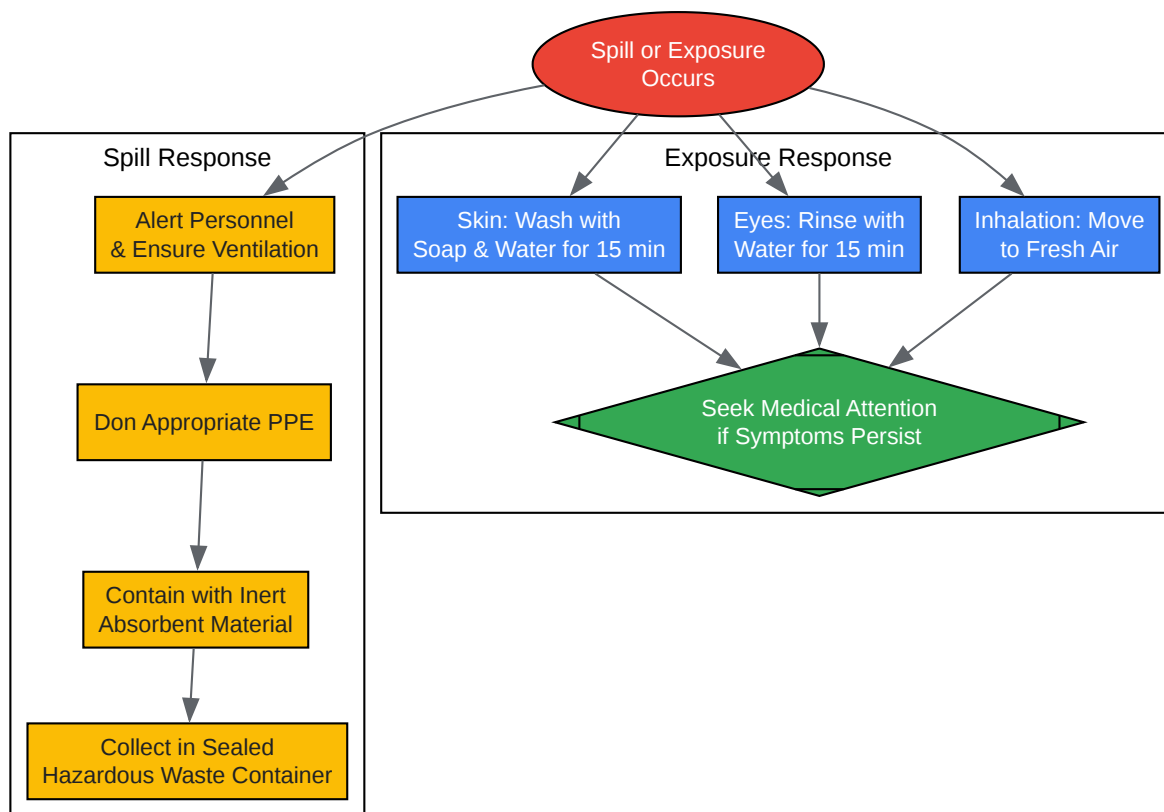 Spill or Exposure
Occurs
Spill Response
Alert Personnel
& Ensure Ventilation
Don Appropriate PPE
Contain with Inert
Absorbent Material
Collect in Sealed
Hazardous Waste Container
Exposure Response
Skin: Wash with
Soap & Water for 15 min
Eyes: Rinse with
Water for 15 min
Inhalation: Move
to Fresh Air
Seek Medical Attention
if Symptoms Persist